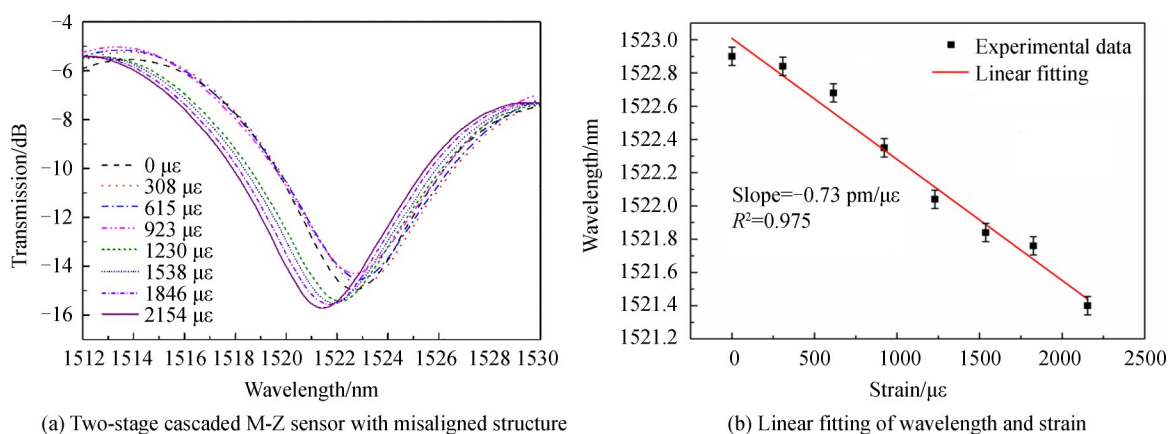 −4
−6
−8
−10
−12
−14
−16
Transmission/dB
0 με
308 με
615 με
923 με
1230 με
1538 με
1846 με
2154 με
1512 1514 1516 1518 1520 1522 1524 1526 1528 1530
Wavelength/nm
(a) Two-stage cascaded M-Z sensor with misaligned structure
1523.0
1522.8
1522.6
1522.4
1522.2
1522.0
1521.8
1521.6
1521.4
1521.2
Wavelength/nm
Experimental data
Linear fitting
Slope=−0.73 pm/με
R²=0.975
0 500 1000 1500 2000 2500
Strain/με
(b) Linear fitting of wavelength and strain